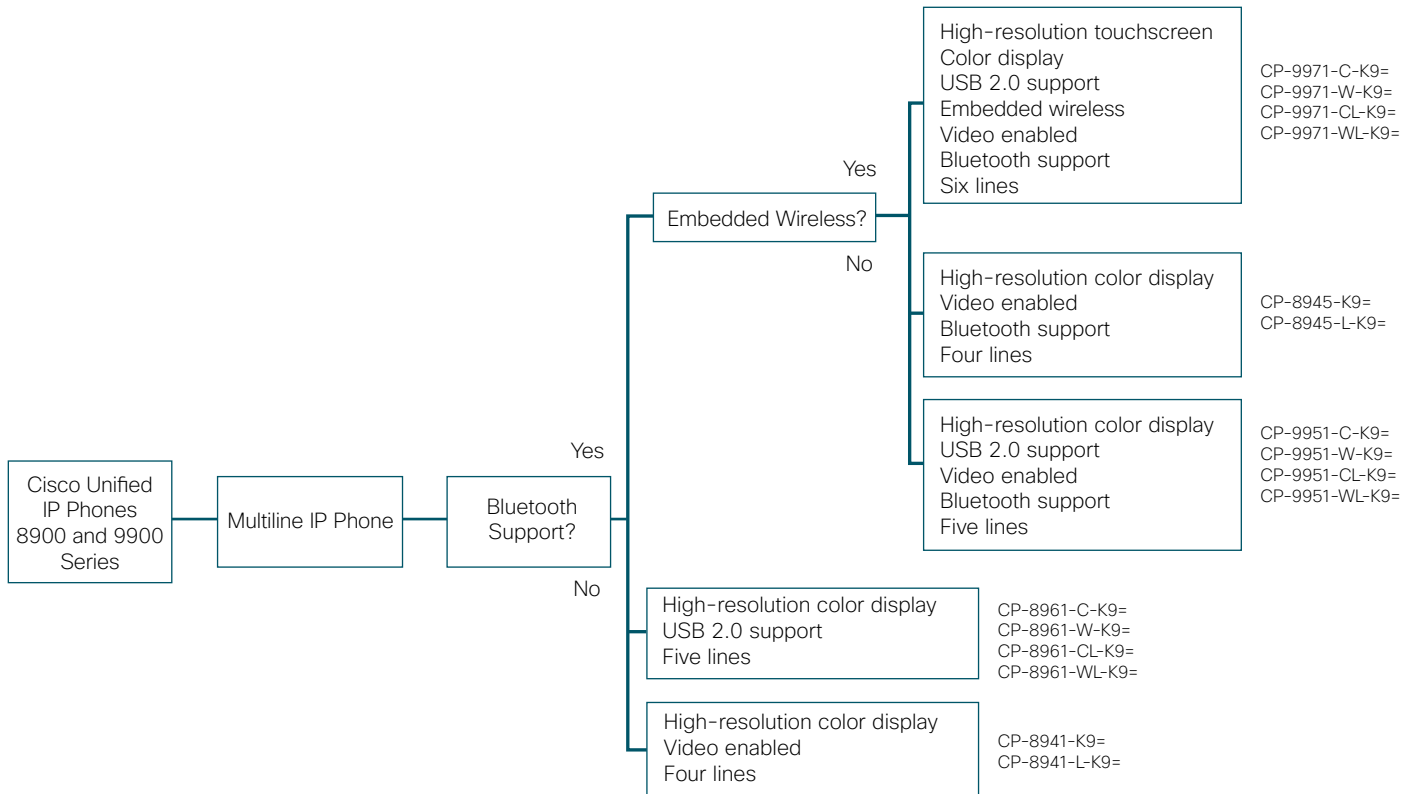 High-resolution touchscreen
Color display
USB 2.0 support
Embedded wireless
Video enabled
Bluetooth support
Six lines
CP-9971-C-K9=
CP-9971-W-K9=
CP-9971-CL-K9=
CP-9971-WL-K9=
Yes
Embedded Wireless?
No
High-resolution color display
Video enabled
Bluetooth support
Four lines
CP-8945-K9=
CP-8945-L-K9=
High-resolution color display
USB 2.0 support
Video enabled
Bluetooth support
Five lines
CP-9951-C-K9=
CP-9951-W-K9=
CP-9951-CL-K9=
CP-9951-WL-K9=
Cisco Unified
IP Phones
8900 and 9900
Series
Multiline IP Phone
Yes
Bluetooth
Support?
No
High-resolution color display
USB 2.0 support
Five lines
CP-8961-C-K9=
CP-8961-W-K9=
CP-8961-CL-K9=
CP-8961-WL-K9=
High-resolution color display
Video enabled
Four lines
CP-8941-K9=
CP-8941-L-K9=